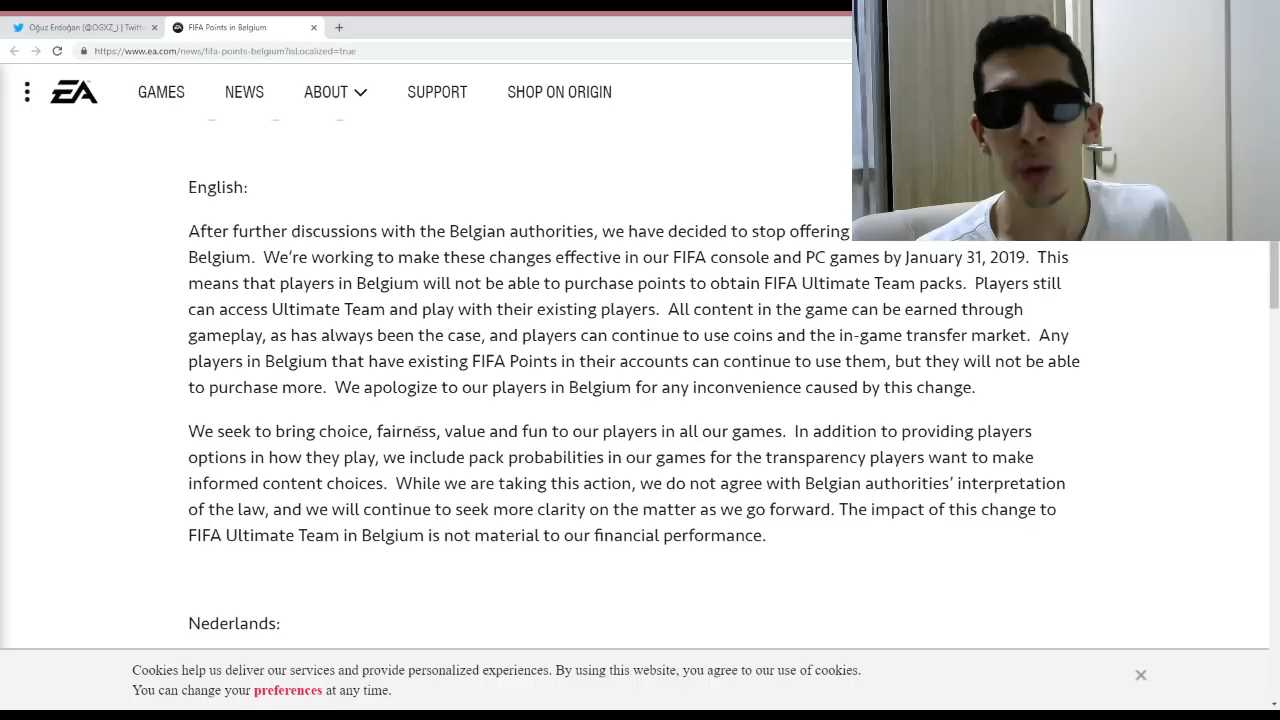 Oğuz Erdoğan (@OGXZ_) | Twitt
FIFA Points in Belgium
https://www.ea.com/news/fifa-points-belgium?isLocalized=true
EA
GAMES
NEWS
ABOUT
SUPPORT
SHOP ON ORIGIN
English:
After further discussions with the Belgian authorities, we have decided to stop offering
Belgium. We’re working to make these changes effective in our FIFA console and PC games by January 31, 2019. This
means that players in Belgium will not be able to purchase points to obtain FIFA Ultimate Team packs. Players still
can access Ultimate Team and play with their existing players. All content in the game can be earned through
gameplay, as has always been the case, and players can continue to use coins and the in-game transfer market. Any
players in Belgium that have existing FIFA Points in their accounts can continue to use them, but they will not be able
to purchase more. We apologize to our players in Belgium for any inconvenience caused by this change.
We seek to bring choice, fairness, value and fun to our players in all our games. In addition to providing players
options in how they play, we include pack probabilities in our games for the transparency players want to make
informed content choices. While we are taking this action, we do not agree with Belgian authorities’ interpretation
of the law, and we will continue to seek more clarity on the matter as we go forward. The impact of this change to
FIFA Ultimate Team in Belgium is not material to our financial performance.
Nederlands:
Cookies help us deliver our services and provide personalized experiences. By using this website, you agree to our use of cookies.
You can change your preferences at any time.